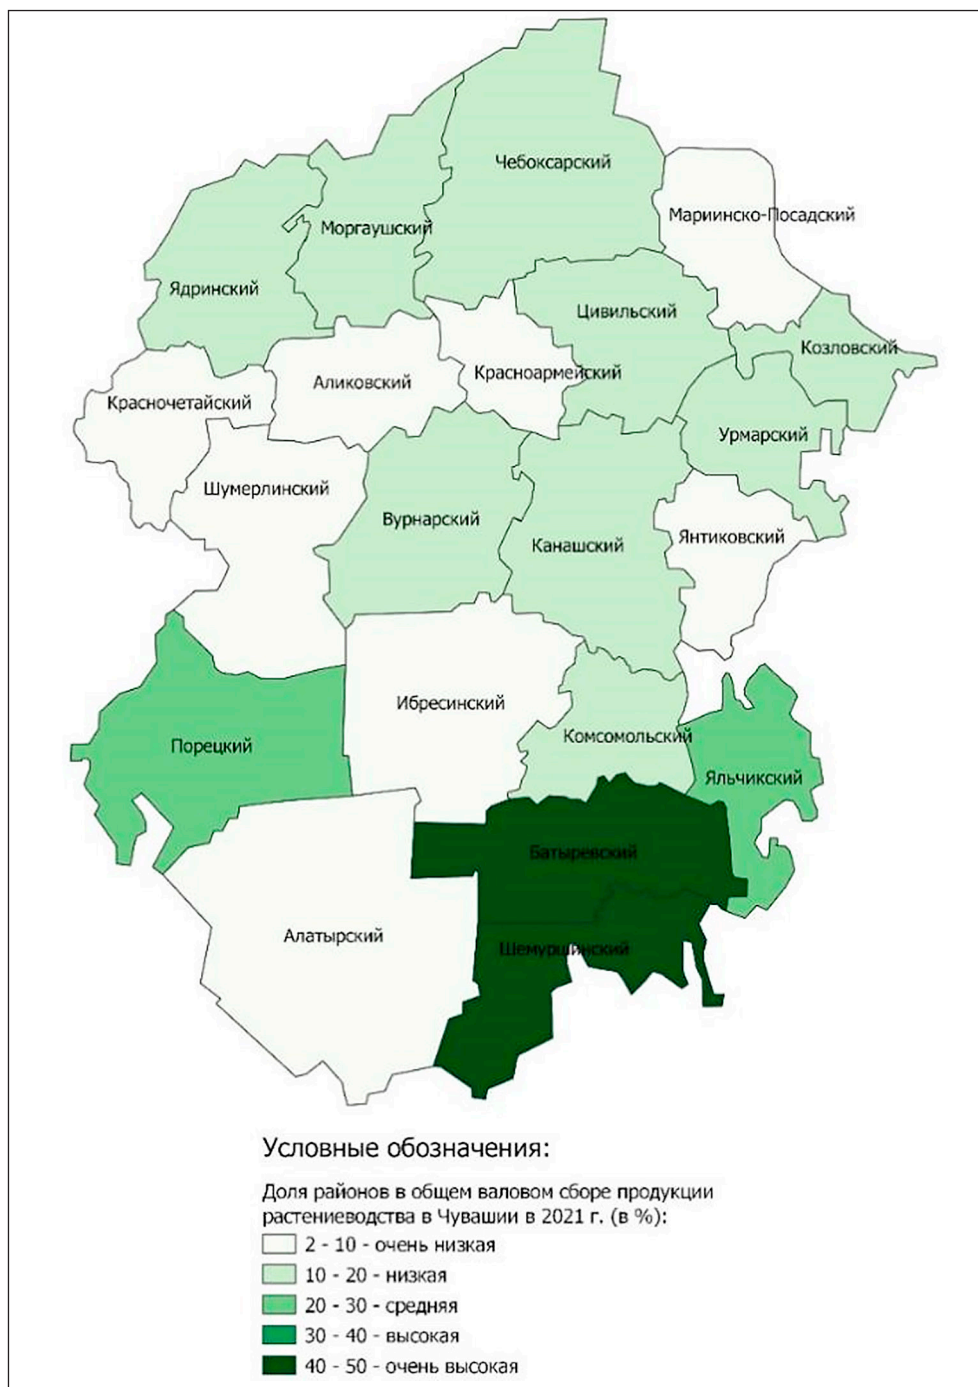 Чебоксарский
Мариинско-Посадский
Моргаушский
Ядринский
Цивильский
Козловский
Красноармейский
Аликовский
Красночетайский
Урмарский
Шумерлинский
Вурнарский
Янтиковский
Канашский
Ибресинский
Комсомольский
Порецкий
Яльчикский
Батыревский
Алатырский
Шемуршинский
Условные обозначения:
Доля районов в общем валовом сборе продукции
растениеводства в Чувашии в 2021 г. (в %):
2 - 10 - очень низкая
10 - 20 - низкая
20 - 30 - средняя
30 - 40 - высокая
40 - 50 - очень высокая